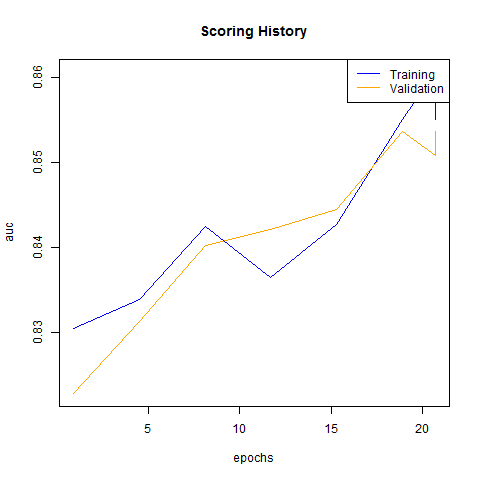 Scoring History
Training
Validation
0.86
0.85
0.84
0.83
auc
5 10 15 20
epochs